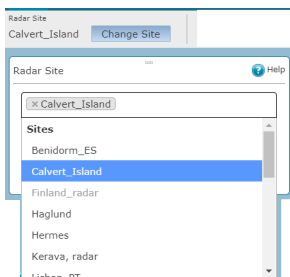 Radar Site
Calvert_Island Change Site
Radar Site Help
× Calvert_Island
Sites
Benidorm_ES
Calvert_Island
Finland_radar
Haglund
Hermes
Kerava, radar